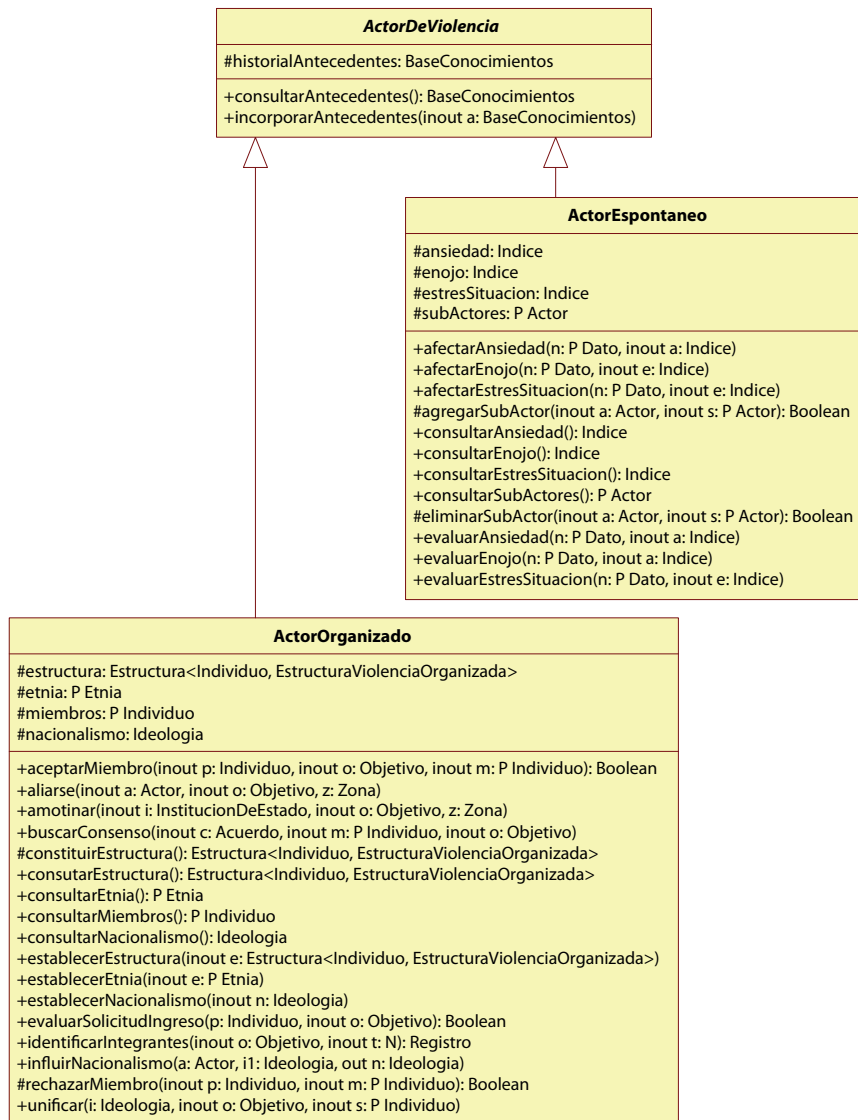 ActorDeViolencia
#historialAntecedentes: BaseConocimientos
+consultarAntecedentes(): BaseConocimientos
+incorporarAntecedentes(inout a: BaseConocimientos)
ActorEspontaneo
#ansiedad: Indice
#enojo: Indice
#estresSituacion: Indice
#subActores: P Actor
+afectarAnsiedad(n: P Dato, inout a: Indice)
+afectarEnojo(n: P Dato, inout e: Indice)
+afectarEstresSituacion(n: P Dato, inout e: Indice)
#agregarSubActor(inout a: Actor, inout s: P Actor): Boolean
+consultarAnsiedad(): Indice
+consultarEnojo(): Indice
+consultarEstresSituacion(): Indice
+consultarSubActores(): P Actor
#eliminarSubActor(inout a: Actor, inout s: P Actor): Boolean
+evaluarAnsiedad(n: P Dato, inout a: Indice)
+evaluarEnojo(n: P Dato, inout a: Indice)
+evaluarEstresSituacion(n: P Dato, inout e: Indice)
ActorOrganizado
#estructura: Estructura<Individuo, EstructuraViolenciaOrganizada>
#etnia: P Etnia
#miembros: P Individuo
#nacionalismo: Ideologia
+aceptarMiembro(inout p: Individuo, inout o: Objetivo, inout m: P Individuo): Boolean
+aliarse(inout a: Actor, inout o: Objetivo, z: Zona)
+amotinar(inout i: InstitucionDeEstado, inout o: Objetivo, z: Zona)
+buscarConsenso(inout c: Acuerdo, inout m: P Individuo, inout o: Objetivo)
#constituirEstructura(): Estructura<Individuo, EstructuraViolenciaOrganizada>
+consutarEstructura(): Estructura<Individuo, EstructuraViolenciaOrganizada>
+consultarEtnia(): P Etnia
+consultarMiembros(): P Individuo
+consultarNacionalismo(): Ideologia
+establecerEstructura(inout e: Estructura<Individuo, EstructuraViolenciaOrganizada>)
+establecerEtnia(inout e: P Etnia)
+establecerNacionalismo(inout n: Ideologia)
+evaluarSolicitudIngreso(p: Individuo, inout o: Objetivo): Boolean
+identificarIntegrantes(inout o: Objetivo, inout t: N): Registro
+influirNacionalismo(a: Actor, i1: Ideologia, out n: Ideologia)
#rechazarMiembro(inout p: Individuo, inout m: P Individuo): Boolean
+unificar(i: Ideologia, inout o: Objetivo, inout s: P Individuo)